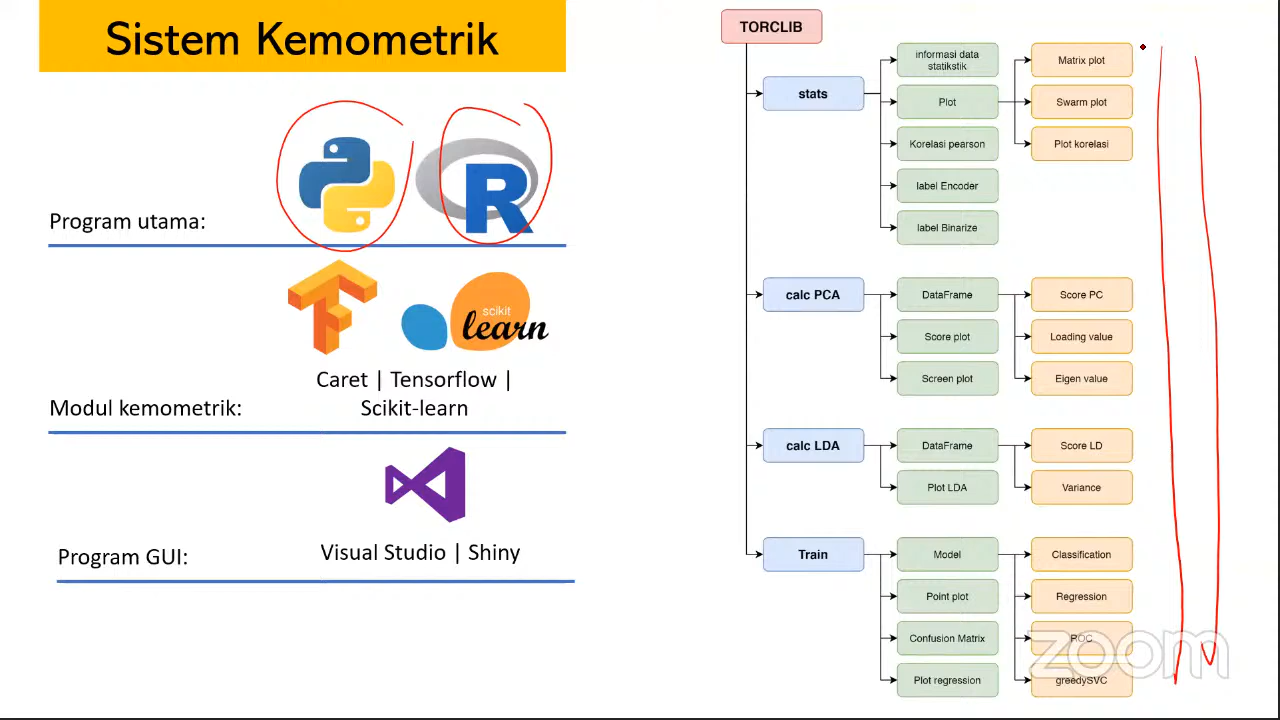 Sistem Kemometrik
R
Program utama:
scikit
learn
Caret | Tensorflow |
Scikit-learn
Modul kemometrik:
Visual Studio | Shiny
Program GUI:
TORCLIB
stats
informasi data
statikstik
Plot
Korelasi pearson
label Encoder
label Binarize
Matrix plot
Swarm plot
Plot korelasi
calc PCA
DataFrame
Score plot
Screen plot
Score PC
Loading value
Eigen value
calc LDA
DataFrame
Plot LDA
Score LD
Variance
Train
Model
Point plot
Confusion Matrix
Plot regression
Classification
Regression
ROC
greedySVC
zoom